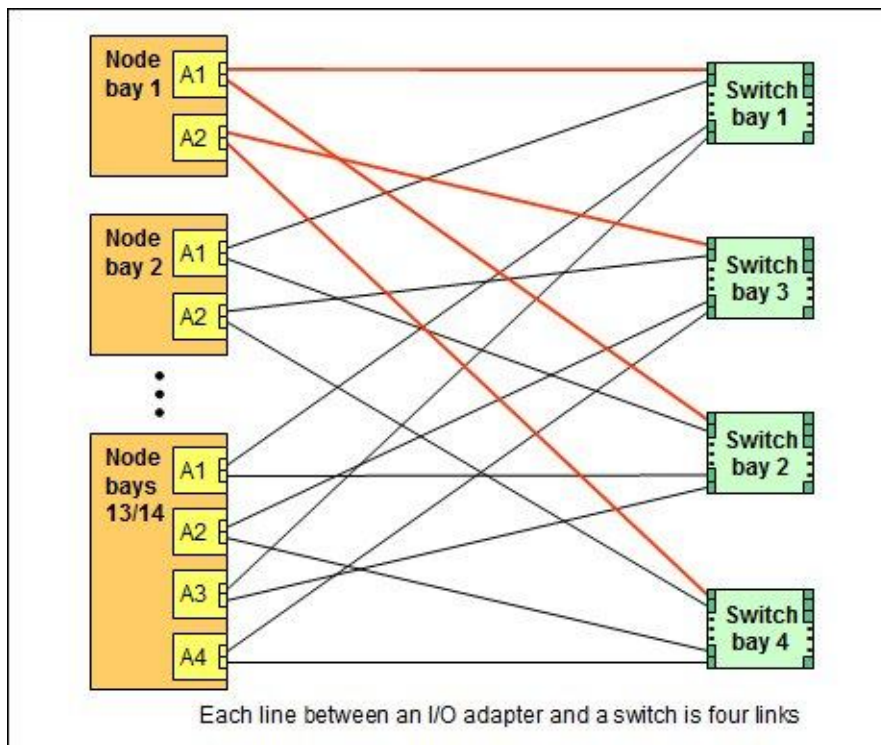 Node
bay 1
A1
A2
Node
bay 2
A1
A2
Node
bays
13/14
A1
A2
A3
A4
Switch
bay 1
Switch
bay 3
Switch
bay 2
Switch
bay 4
Each line between an I/O adapter and a switch is four links